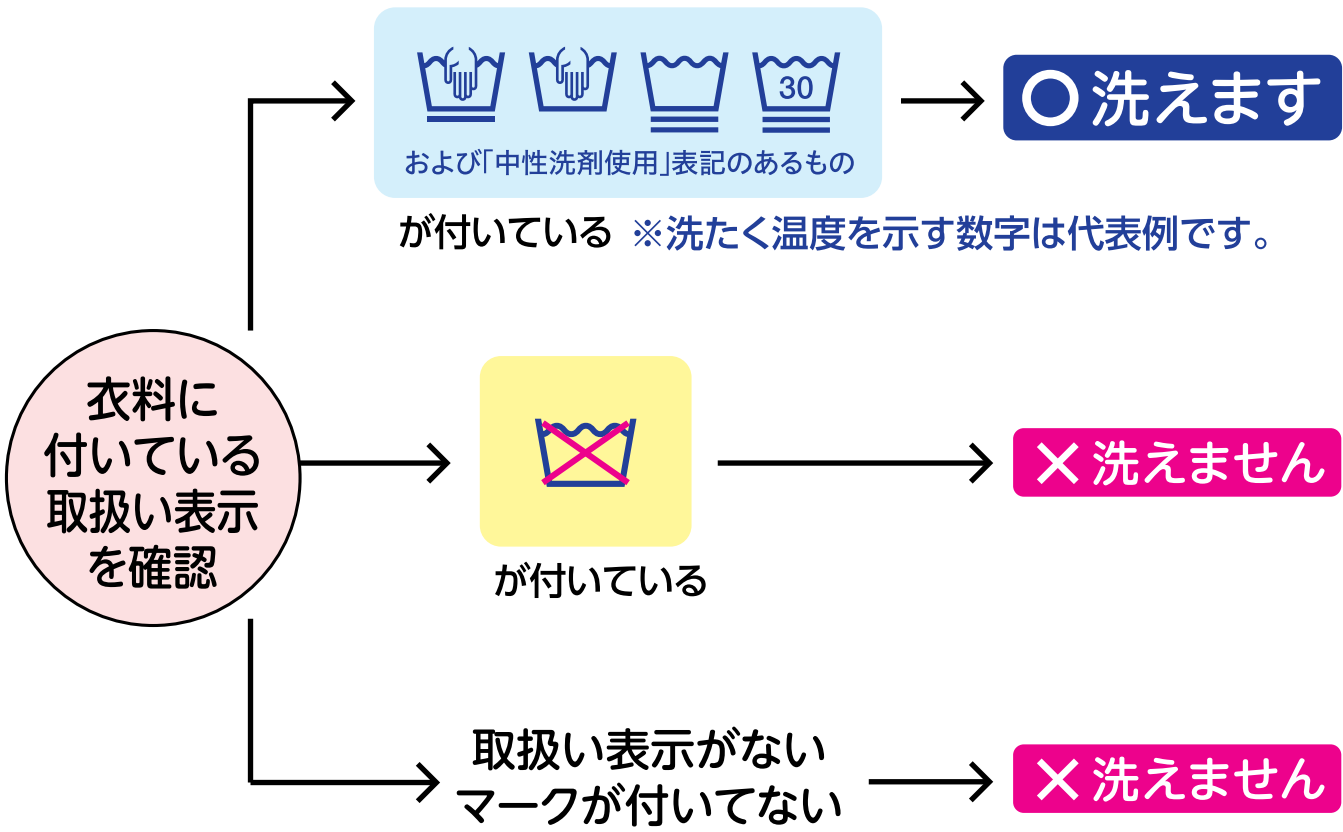 30
および「中性洗剤使用」表記のあるもの
が付いている ※洗たく温度を示す数字は代表例です。
○洗えます
衣料に
付いている
取扱い表示
を確認
が付いている
×洗えません
取扱い表示がない
マークが付いてない
×洗えません